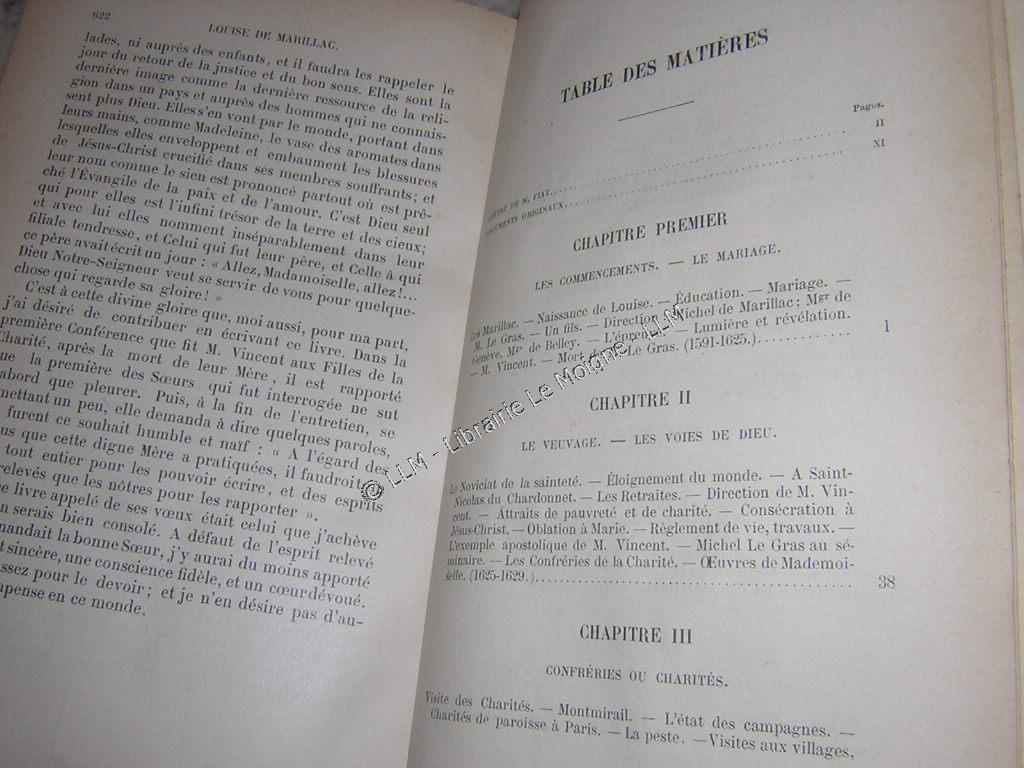 622
LOUISE DE MARILLAC.
lades, ni auprès des enfants, et il faudra les rappeler le
jour du retour de la justice et du bon sens. Elles sont la
dernière image comme la dernière ressource de la reli-
gion dans un pays et auprès des hommes qui ne connais-
sent plus Dieu. Elles s'en vont par le monde, portant dans
leurs mains, comme Madeleine, le vase des aromates dans
lesquelles elles enveloppent et embaument les blessures
de Jésus-Christ crucifié dans ses membres souffrants; et
leur nom comme le sien est prononcé partout où est prê-
ché l'Évangile de la paix et de l'amour. C'est Dieu seul
qui pour elles est l'infini trésor de la terre et des cieux;
et avec lui elles nomment inséparablement dans leur
filiale tendresse, et Celui qui fut leur père, et Celle à qui
ce père avait écrit un jour : « Allez, Mademoiselle, allez!...
Dieu Notre-Seigneur veut se servir de vous pour quelque-
chose qui regarde sa gloire! »
C'est à cette divine gloire que, moi aussi, pour ma part,
j'ai désiré de contribuer en écrivant ce livre. Dans la
première Conférence que fit M. Vincent aux Filles de la
Charité, après la mort de leur Mère, il est rapporté
que la première des Sœurs qui fut interrogée ne sut
abord que pleurer. Puis, à la fin de l'entretien, se
mettant un peu, elle demanda à dire quelques paroles,
furent ce souhait humble et naïf : « A l'égard des
us que cette digne Mère a pratiquées, il faudroit
tout entier pour les pouvoir écrire, et des esprits
relevés que les nôtres pour les rapporter ».
e livre appelé de ses vœux était celui que j'achève
n serais bien consolé. A défaut de l'esprit relevé
mandait la bonne Sœur, j'y aurai du moins apporté
t sincère, une conscience fidèle, et un cœur dévoué.
ssez pour le devoir; et je n'en désire pas d'au-
mpense en ce monde.
TABLE DES MATIÈRES
Pages.
LETTRE DE M. FIAT. II
DOCUMENTS ORIGINAUX. XI
CHAPITRE PREMIER
LES COMMENCEMENTS. — LE MARIAGE.
Les Marillac. — Naissance de Louise. — Éducation. — Mariage. —
M. Le Gras. — Un fils. — Direction de Michel de Marillac; Mgr de
Genève, Mgr de Belley. — L'épreuve. — Lumière et révélation.
— M. Vincent. — Mort de M. Le Gras. (1591-1625.) 1
CHAPITRE II
LE VEUVAGE. — LES VOIES DE DIEU.
Le Noviciat de la sainteté. — Éloignement du monde. — A Saint-
Nicolas du Chardonnet. — Les Retraites. — Direction de M. Vin-
cent. — Attraits de pauvreté et de charité. — Consécration à
Jésus-Christ. — Oblation à Marie. — Règlement de vie, travaux. —
L'exemple apostolique de M. Vincent. — Michel Le Gras au sé-
minaire. — Les Confréries de la Charité. — Œuvres de Mademoi-
selle. (1625-1629.) 38
CHAPITRE III
CONFRÉRIES OU CHARITÉS.
Visite des Charités. — Montmirail. — L'état des campagnes. —
Charités de paroisse à Paris. — La peste. — Visites aux villages,
© LLM - Librairie Le Moigne - LLM